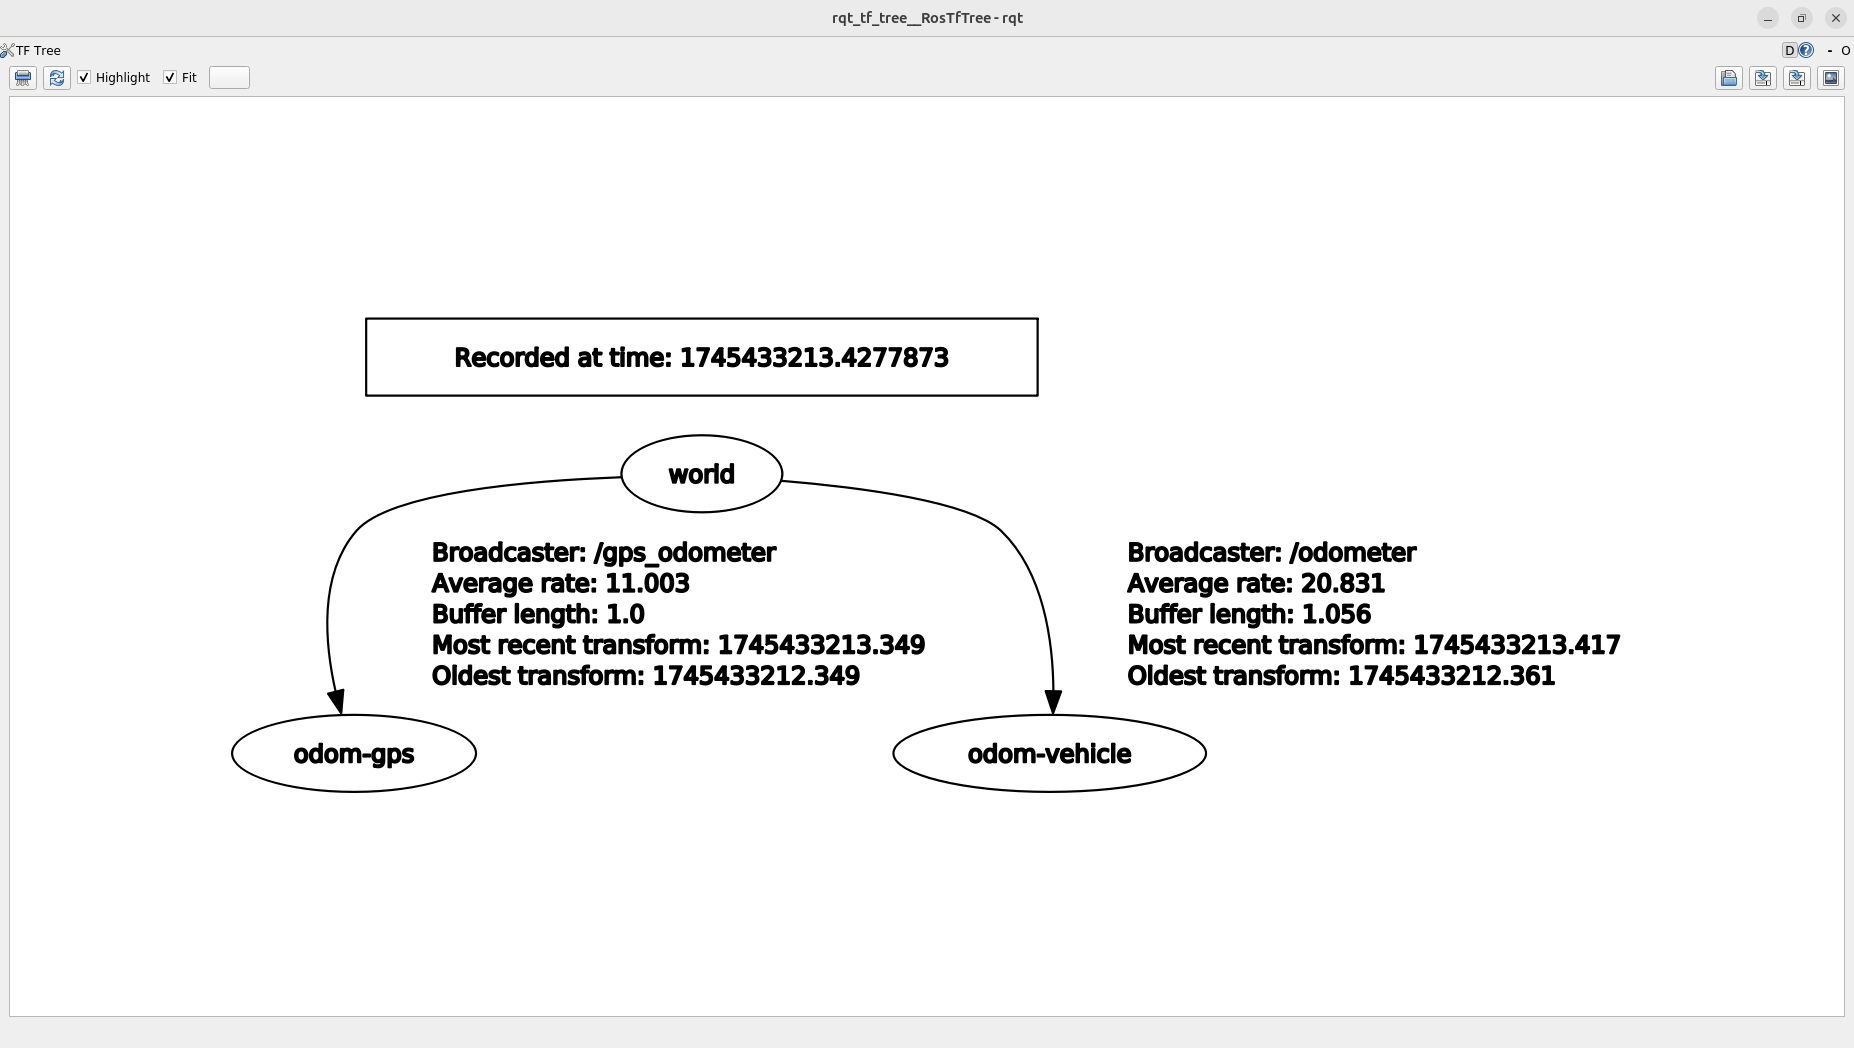 rqt_tf_tree__RosTfTree - rqt
TF Tree
D ? - O
Highlight Fit
Recorded at time: 1745433213.4277873
world
Broadcaster: /gps_odometer
Average rate: 11.003
Buffer length: 1.0
Most recent transform: 1745433213.349
Oldest transform: 1745433212.349
Broadcaster: /odometer
Average rate: 20.831
Buffer length: 1.056
Most recent transform: 1745433213.417
Oldest transform: 1745433212.361
odom-gps
odom-vehicle